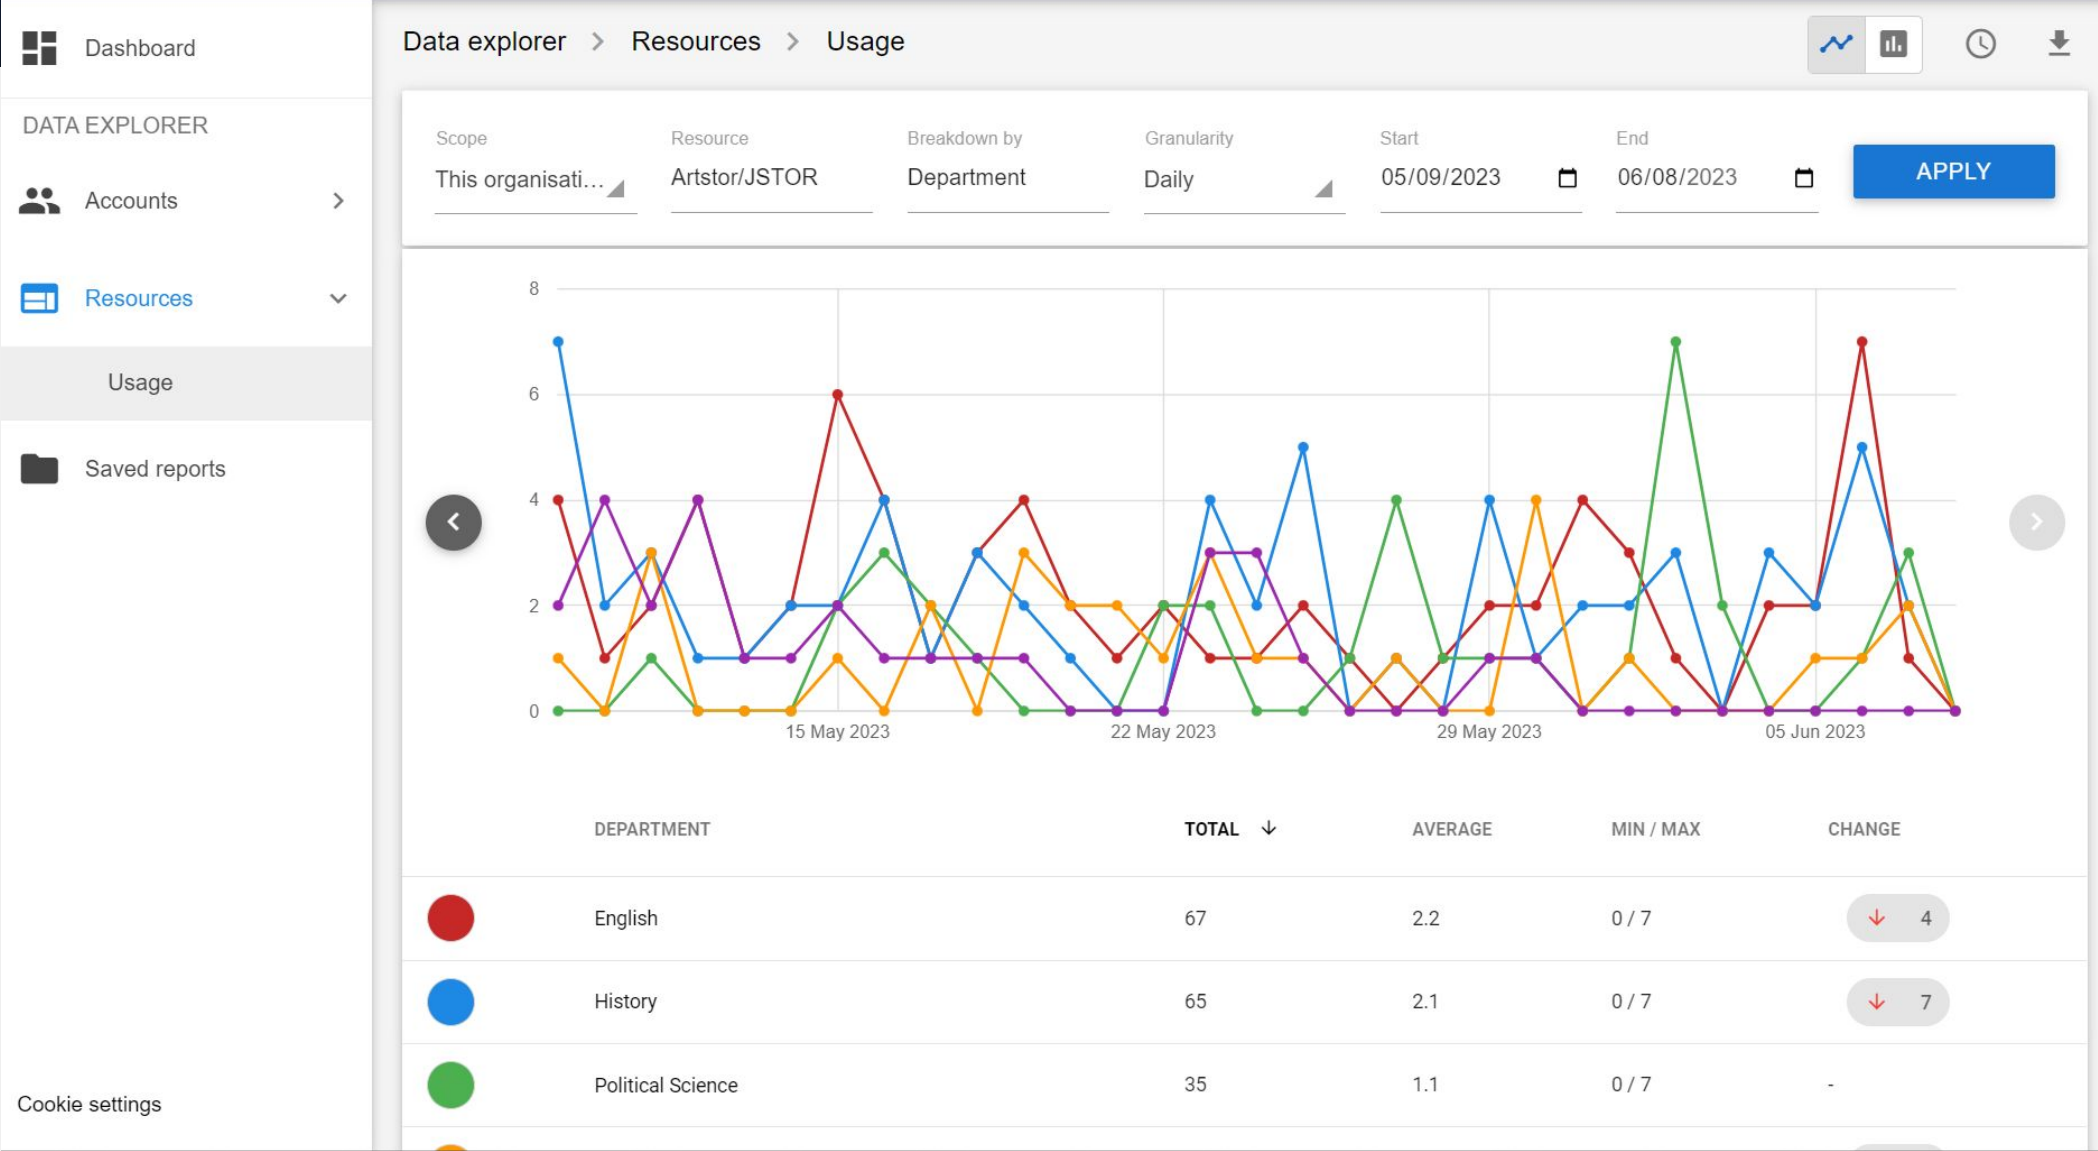 Dashboard
DATA EXPLORER
Accounts
Resources
Usage
Saved reports
Cookie settings
Data explorer > Resources > Usage
Scope Resource Breakdown by Granularity Start End
This organisati... Artstor/JSTOR Department Daily 05/09/2023 06/08/2023 APPLY
8
6
4
2
0
15 May 2023 22 May 2023 29 May 2023 05 Jun 2023
DEPARTMENT TOTAL AVERAGE MIN / MAX CHANGE
English 67 2.2 0 / 7 4
History 65 2.1 0 / 7 7
Political Science 35 1.1 0 / 7 -